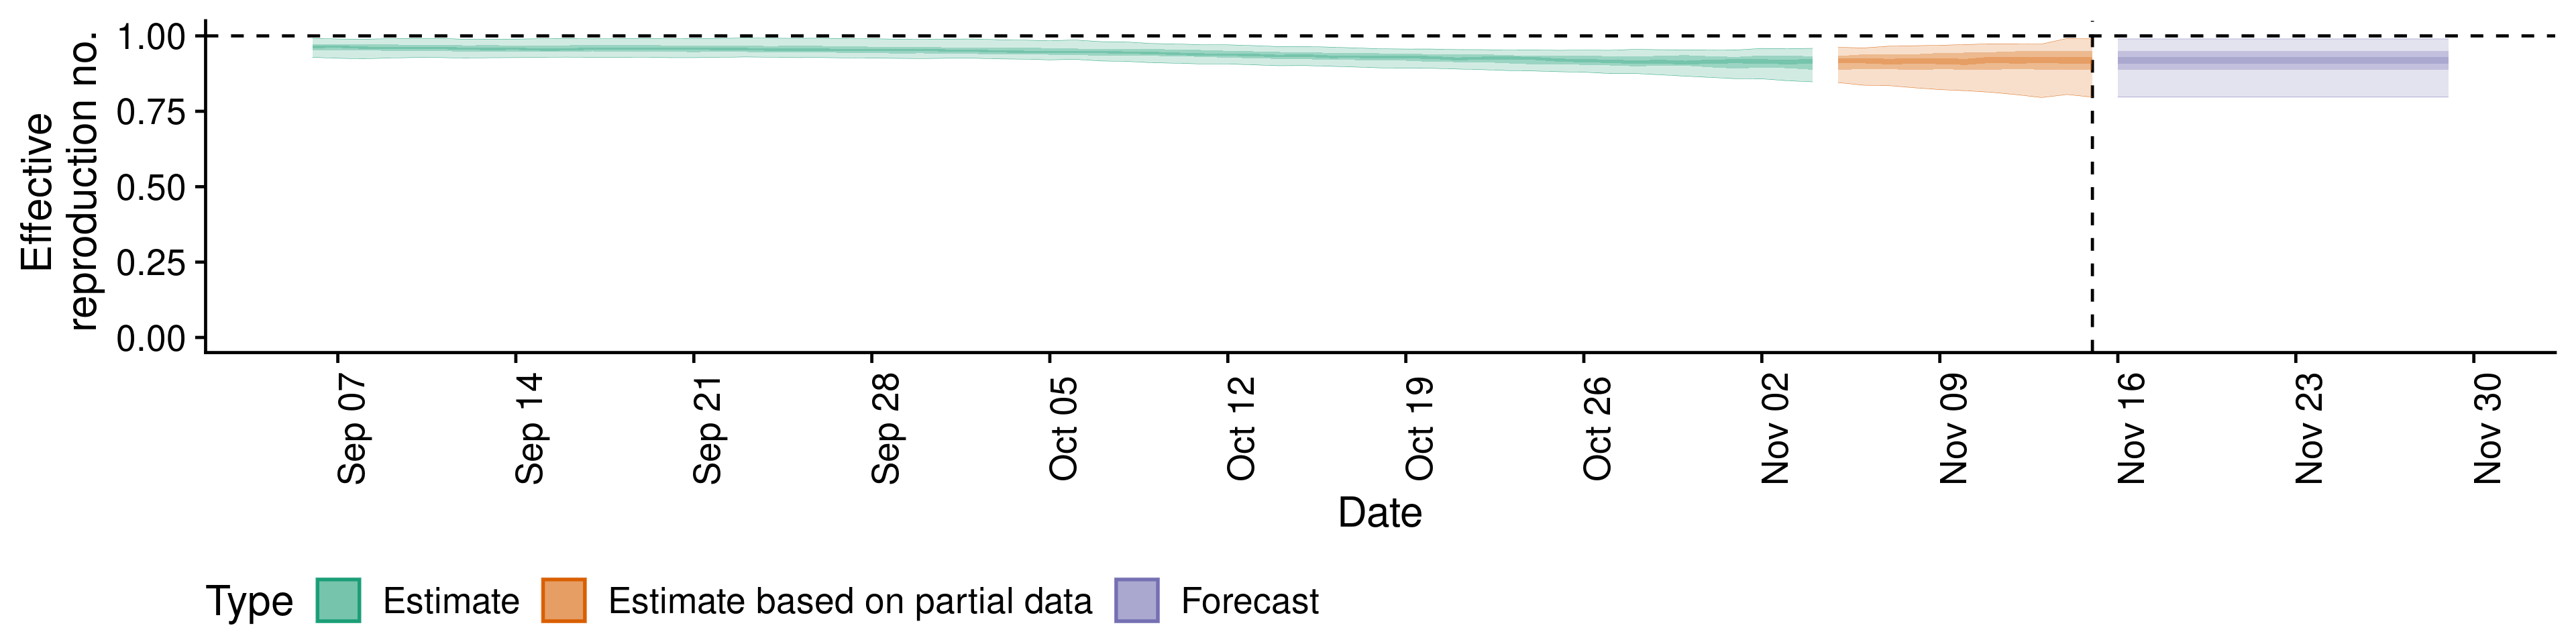 Effective
reproduction no.
1.00
0.75
0.50
0.25
0.00
Sep 07
Sep 14
Sep 21
Sep 28
Oct 05
Oct 12
Oct 19
Oct 26
Nov 02
Nov 09
Nov 16
Nov 23
Nov 30
Date
Type Estimate Estimate based on partial data Forecast